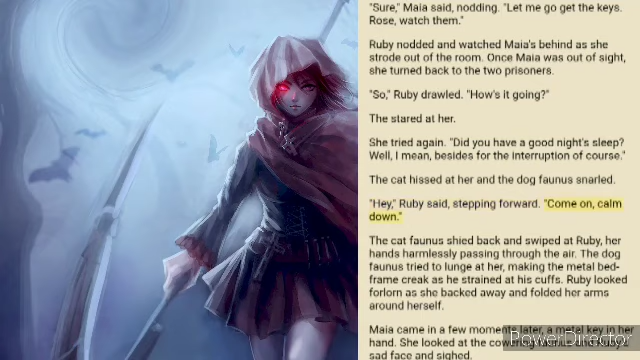 "Sure," Maia said, nodding. "Let me go get the keys.
Rose, watch them."
Ruby nodded and watched Maia's behind as she
strode out of the room. Once Maia was out of sight,
she turned back to the two prisoners.
"So," Ruby drawled. "How's it going?"
The stared at her.
She tried again. "Did you have a good night's sleep?
Well, I mean, besides for the interruption of course."
The cat hissed at her and the dog faunus snarled.
"Hey," Ruby said, stepping forward. "Come on, calm
down."
The cat faunus shied back and swiped at Ruby, her
hands harmlessly passing through the air. The dog
faunus tried to lunge at her, making the metal bed-
frame creak as he strained at his cuffs. Ruby looked
forlorn as she backed away and folded her arms
around herself.
Maia came in a few moments later, a metal key in her
hand. She looked at the
sad face and sighed.
PowerDirector